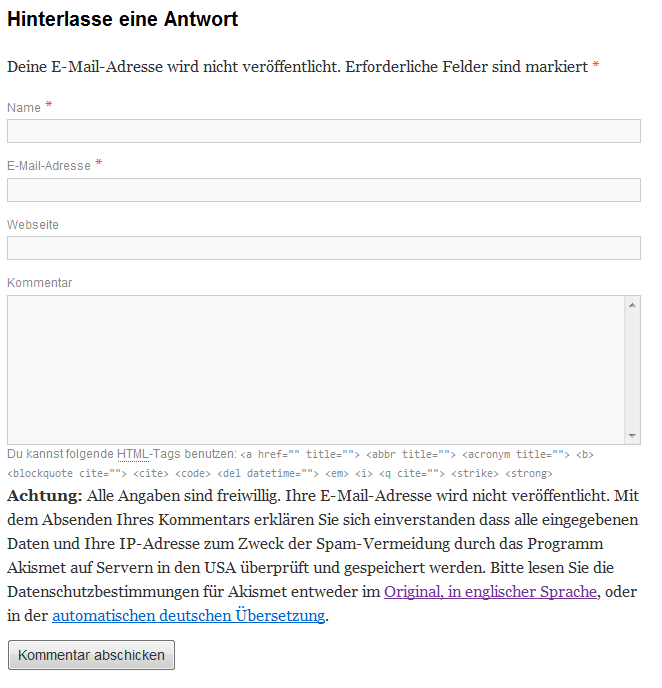 Hinterlasse eine Antwort
Deine E-Mail-Adresse wird nicht veröffentlicht. Erforderliche Felder sind markiert *
Name *
E-Mail-Adresse *
Webseite
Kommentar
Du kannst folgende HTML-Tags benutzen: <a href="" title=""> <abbr title=""> <acronym title=""> <b>
<blockquote cite=""> <cite> <code> <del datetime=""> <em> <i> <q cite=""> <strike> <strong>
Achtung: Alle Angaben sind freiwillig. Ihre E-Mail-Adresse wird nicht veröffentlicht. Mit
dem Absenden Ihres Kommentars erklären Sie sich einverstanden dass alle eingegebenen
Daten und Ihre IP-Adresse zum Zweck der Spam-Vermeidung durch das Programm
Akismet auf Servern in den USA überprüft und gespeichert werden. Bitte lesen Sie die
Datenschutzbestimmungen für Akismet entweder im Original, in englischer Sprache, oder
in der automatischen deutschen Übersetzung.
Kommentar abschicken